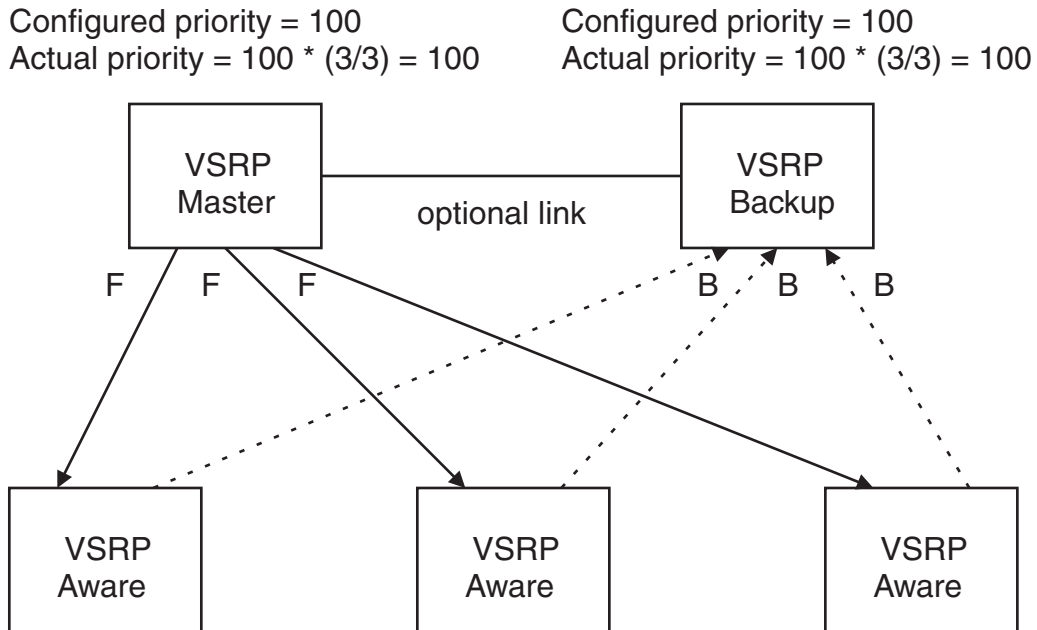 Configured priority = 100
Actual priority = 100 * (3/3) = 100
Configured priority = 100
Actual priority = 100 * (3/3) = 100
VSRP
Master
optional link
VSRP
Backup
F
F
F
B
B
B
VSRP
Aware
VSRP
Aware
VSRP
Aware